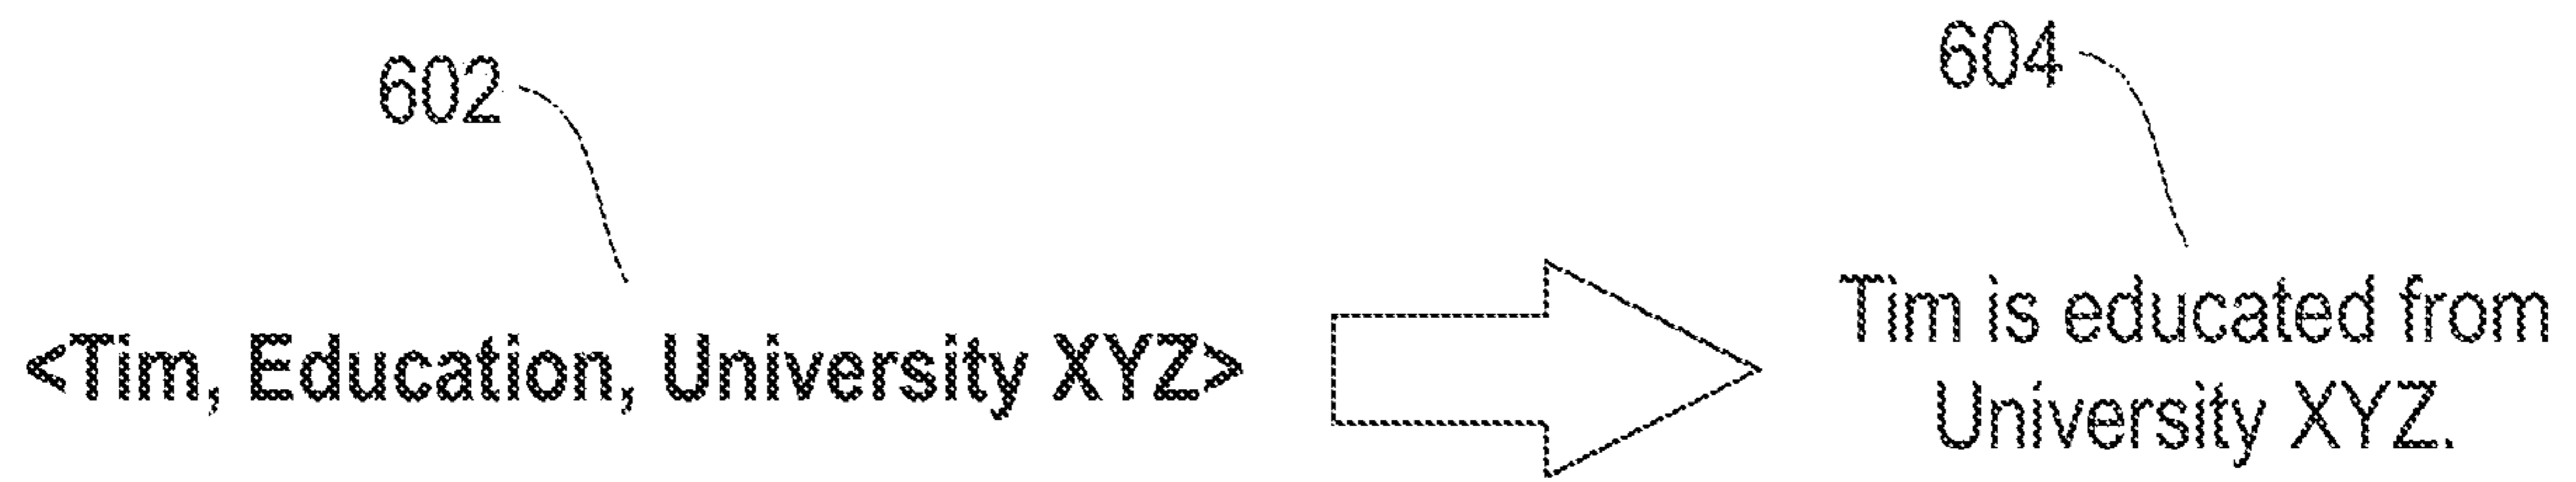 602
604
<Tim, Education, University XYZ>
Tim is educated from
University XYZ.